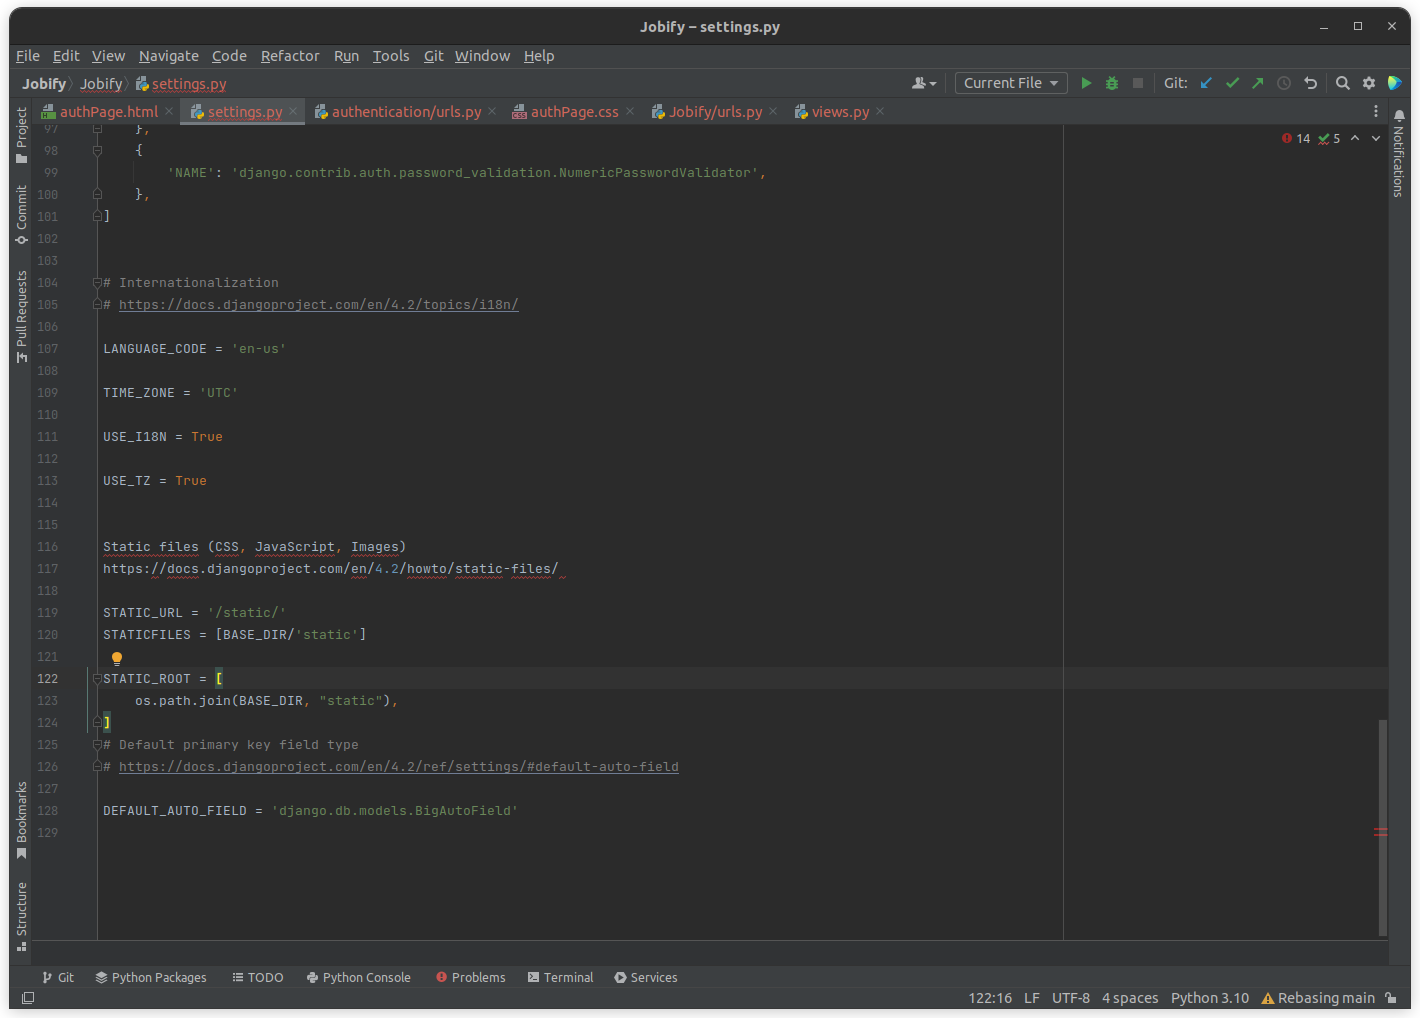 Jobify – settings.py
File Edit View Navigate Code Refactor Run Tools Git Window Help
Jobify Jobify settings.py Current File Git:
authPage.html settings.py authentication/urls.py authPage.css Jobify/urls.py views.py
Project
Commit
Pull Requests
Bookmarks
Structure
Notifications
14 5
97 },
98 {
99 'NAME': 'django.contrib.auth.password_validation.NumericPasswordValidator',
100 },
101 ]
102
103
104 # Internationalization
105 # https://docs.djangoproject.com/en/4.2/topics/i18n/
106
107 LANGUAGE_CODE = 'en-us'
108
109 TIME_ZONE = 'UTC'
110
111 USE_I18N = True
112
113 USE_TZ = True
114
115
116 Static files (CSS, JavaScript, Images)
117 https://docs.djangoproject.com/en/4.2/howto/static-files/
118
119 STATIC_URL = '/static/'
120 STATICFILES = [BASE_DIR/'static']
121
122 STATIC_ROOT = [
123 os.path.join(BASE_DIR, "static"),
124 ]
125 # Default primary key field type
126 # https://docs.djangoproject.com/en/4.2/ref/settings/#default-auto-field
127
128 DEFAULT_AUTO_FIELD = 'django.db.models.BigAutoField'
129
Git Python Packages TODO Python Console Problems Terminal Services
122:16 LF UTF-8 4 spaces Python 3.10 Rebasing main